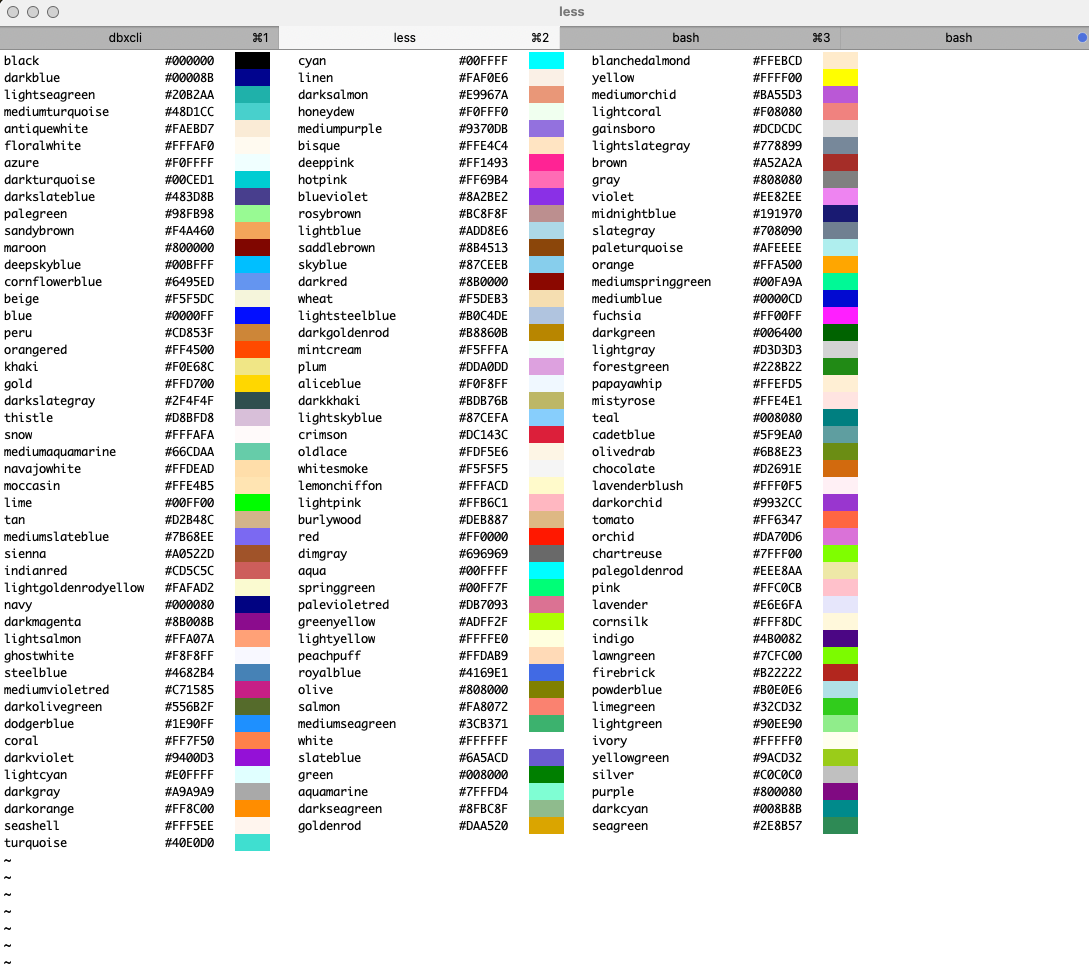 less
dbxcli ⌘1 less ⌘2 bash ⌘3 bash
black #000000 cyan #00FFFF blanchedalmond #FFEBCD
darkblue #00008B linen #FAF0E6 yellow #FFFF00
lightseagreen #20B2AA darksalmon #E9967A mediumorchid #BA55D3
mediumturquoise #48D1CC honeydew #F0FFF0 lightcoral #F08080
antiquewhite #FAEBD7 mediumpurple #9370DB gainsboro #DCDCDC
floralwhite #FFFAF0 bisque #FFE4C4 lightslategray #778899
azure #F0FFFF deeppink #FF1493 brown #A52A2A
darkturquoise #00CED1 hotpink #FF69B4 gray #808080
darkslateblue #483D8B blueviolet #8A2BE2 violet #EE82EE
palegreen #98FB98 rosybrown #BC8F8F midnightblue #191970
sandybrown #F4A460 lightblue #ADD8E6 slategray #708090
maroon #800000 saddlebrown #8B4513 paleturquoise #AFEEEE
deepskyblue #00BFFF skyblue #87CEEB orange #FFA500
cornflowerblue #6495ED darkred #8B0000 mediumspringgreen #00FA9A
beige #F5F5DC wheat #F5DEB3 mediumblue #0000CD
blue #0000FF lightsteelblue #B0C4DE fuchsia #FF00FF
peru #CD853F darkgoldenrod #B8860B darkgreen #006400
orangered #FF4500 mintcream #F5FFFA lightgray #D3D3D3
khaki #F0E68C plum #DDA0DD forestgreen #228B22
gold #FFD700 aliceblue #F0F8FF papayawhip #FFEFD5
darkslategray #2F4F4F darkkhaki #BDB76B mistyrose #FFE4E1
thistle #D8BFD8 lightskyblue #87CEFA teal #008080
snow #FFFAFA crimson #DC143C cadetblue #5F9EA0
mediumaquamarine #66CDAA oldlace #FDF5E6 olivedrab #6B8E23
navajowhite #FFDEAD whitesmoke #F5F5F5 chocolate #D2691E
moccasin #FFE4B5 lemonchiffon #FFFACD lavenderblush #FFF0F5
lime #00FF00 lightpink #FFB6C1 darkorchid #9932CC
tan #D2B48C burlywood #DEB887 tomato #FF6347
mediumslateblue #7B68EE red #FF0000 orchid #DA70D6
sienna #A0522D dimgray #696969 chartreuse #7FFF00
indianred #CD5C5C aqua #00FFFF palegoldenrod #EEE8AA
lightgoldenrodyellow #FAFAD2 springgreen #00FF7F pink #FFC0CB
navy #000080 palevioletred #DB7093 lavender #E6E6FA
darkmagenta #8B008B greenyellow #ADFF2F cornsilk #FFF8DC
lightsalmon #FFA07A lightyellow #FFFFE0 indigo #4B0082
ghostwhite #F8F8FF peachpuff #FFDAB9 lawngreen #7CFC00
steelblue #4682B4 royalblue #4169E1 firebrick #B22222
mediumvioletred #C71585 olive #808000 powderblue #B0E0E6
darkolivegreen #556B2F salmon #FA8072 limegreen #32CD32
dodgerblue #1E90FF mediumseagreen #3CB371 lightgreen #90EE90
coral #FF7F50 white #FFFFFF ivory #FFFFF0
darkviolet #9400D3 slateblue #6A5ACD yellowgreen #9ACD32
lightcyan #E0FFFF green #008000 silver #C0C0C0
darkgray #A9A9A9 aquamarine #7FFFD4 purple #800080
darkorange #FF8C00 darkseagreen #8FBC8F darkcyan #008B8B
seashell #FFF5EE goldenrod #DAA520 seagreen #2E8B57
turquoise #40E0D0
~
~
~
~
~
~
~